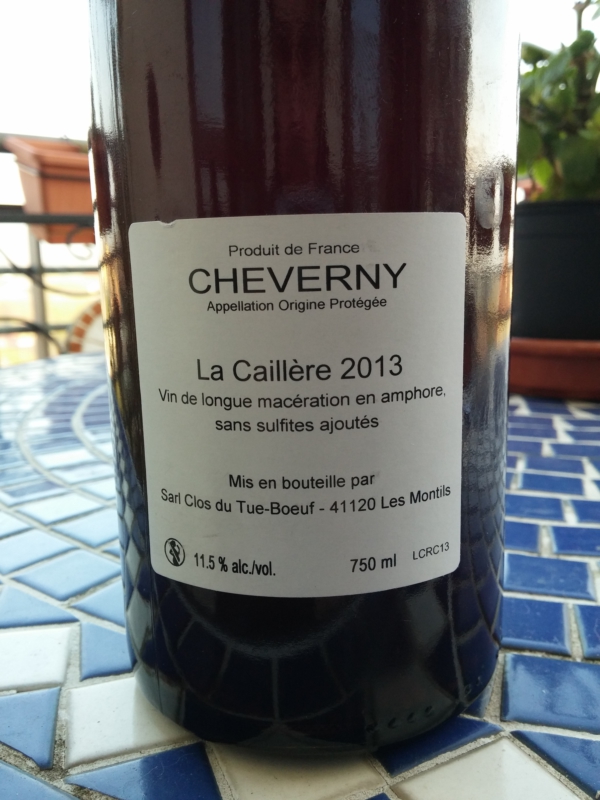 Produit de France
CHEVERNY
Appellation Origine Protégée
La Caillère 2013
Vin de longue macération en amphore,
sans sulfites ajoutés
Mis en bouteille par
Sarl Clos du Tue-Boeuf - 41120 Les Montils
11.5 % alc./vol.
750 ml
LCRC13